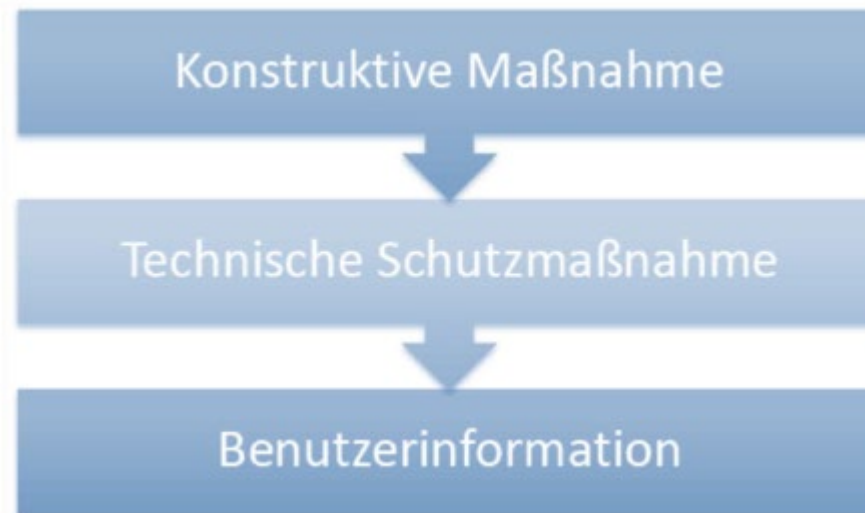 Konstruktive Maßnahme
Technische Schutzmaßnahme
Benutzerinformation